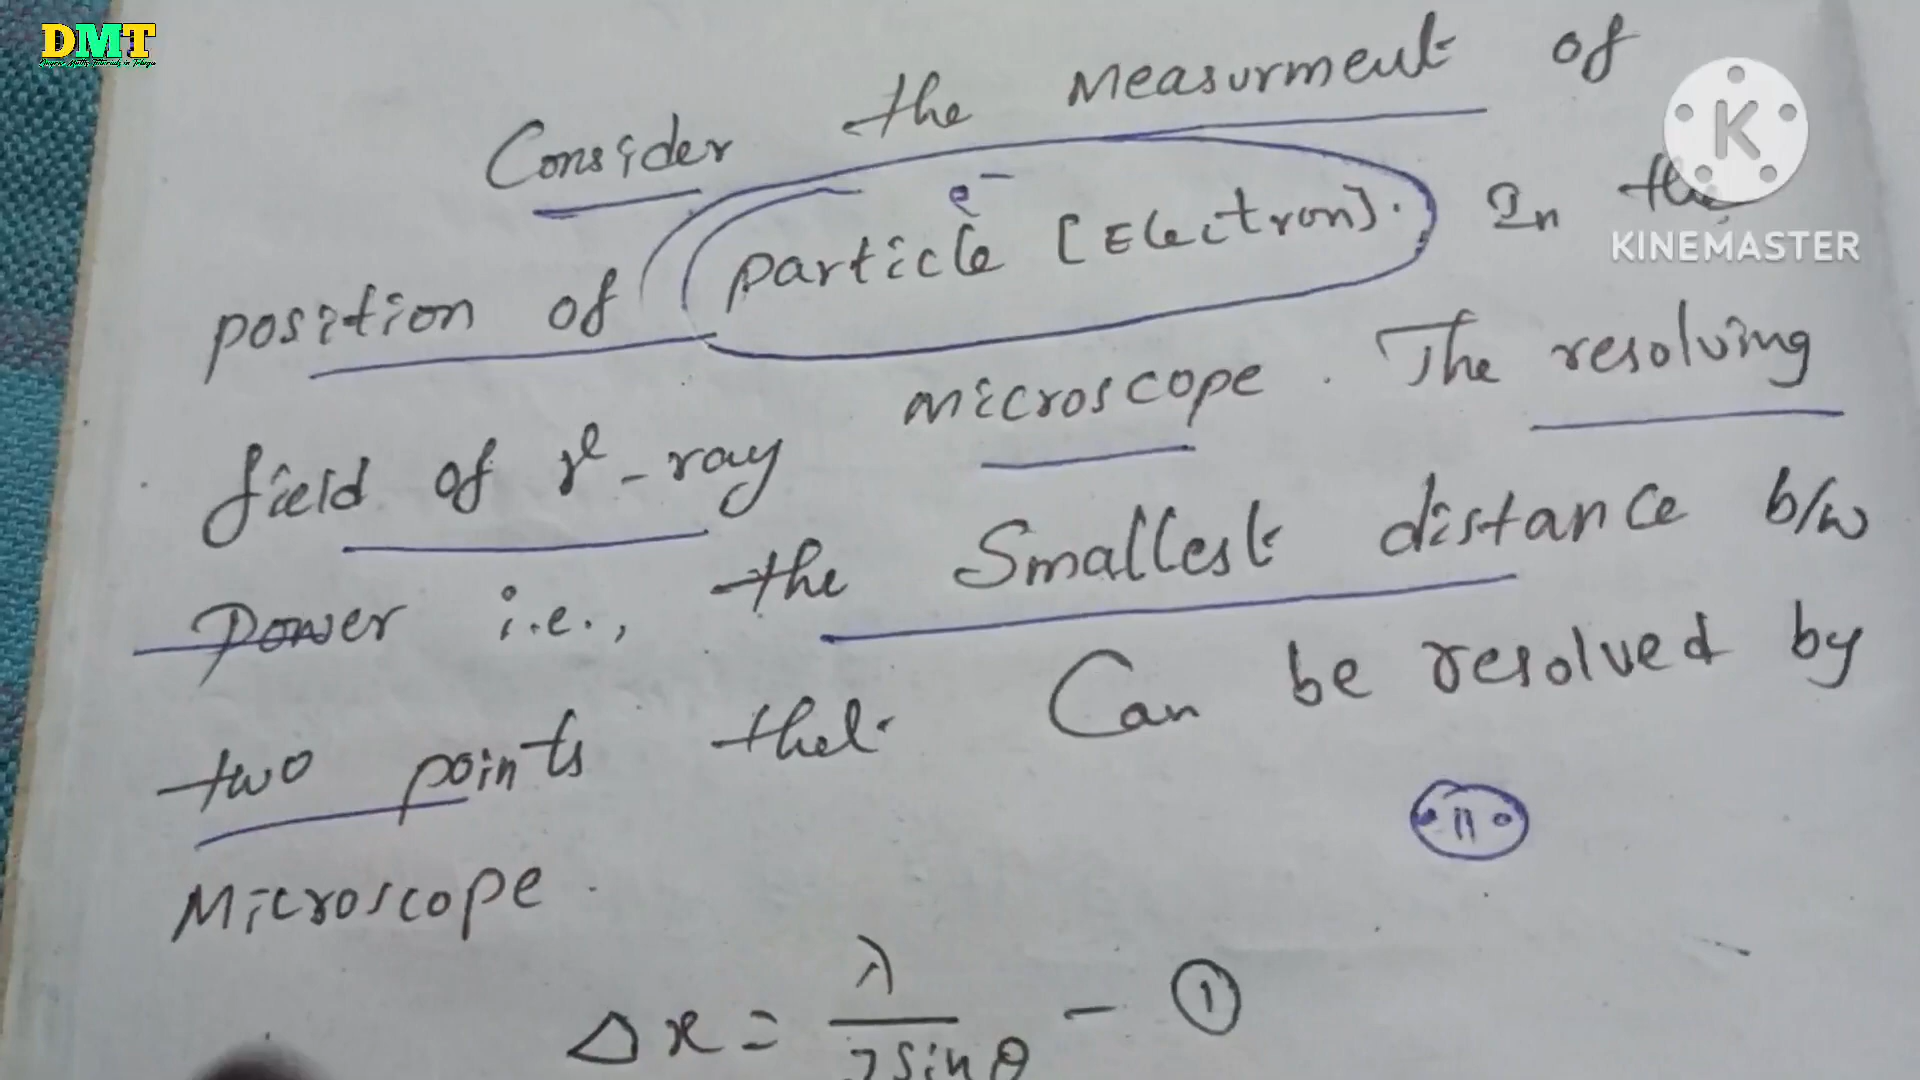 DMT
Consider the Measurment of
KINEMASTER
e⁻
position of particle [Electron]. In the
field of γ-ray microscope. The resolving
Power i.e., the Smallest distance b/w
two points that Can be resolved by
Microscope.
Δx = λ / 2sinθ - ①